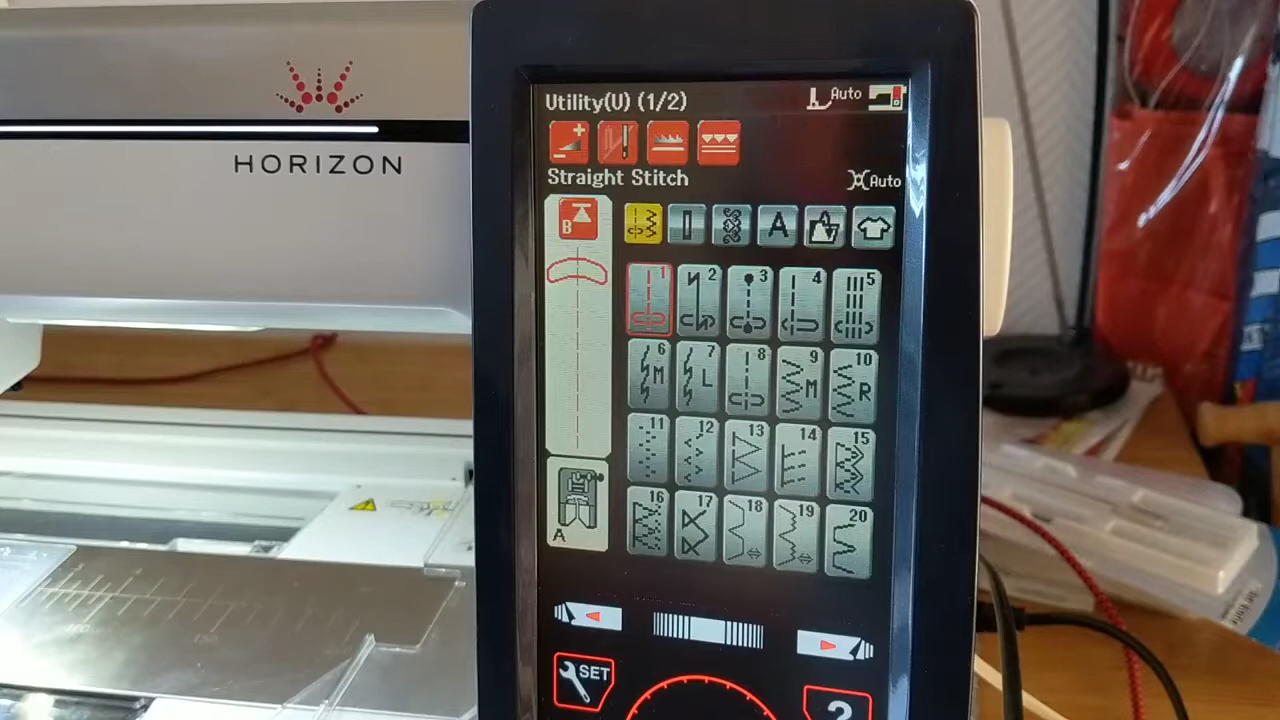 HORIZON
Utility(U) (1/2)
Auto
Straight Stitch
Auto
B
A
1 2 3 4 5
6 M 7 L 8 9 M 10 R
11 12 13 14 15
16 17 18 19 20
A
SET
?